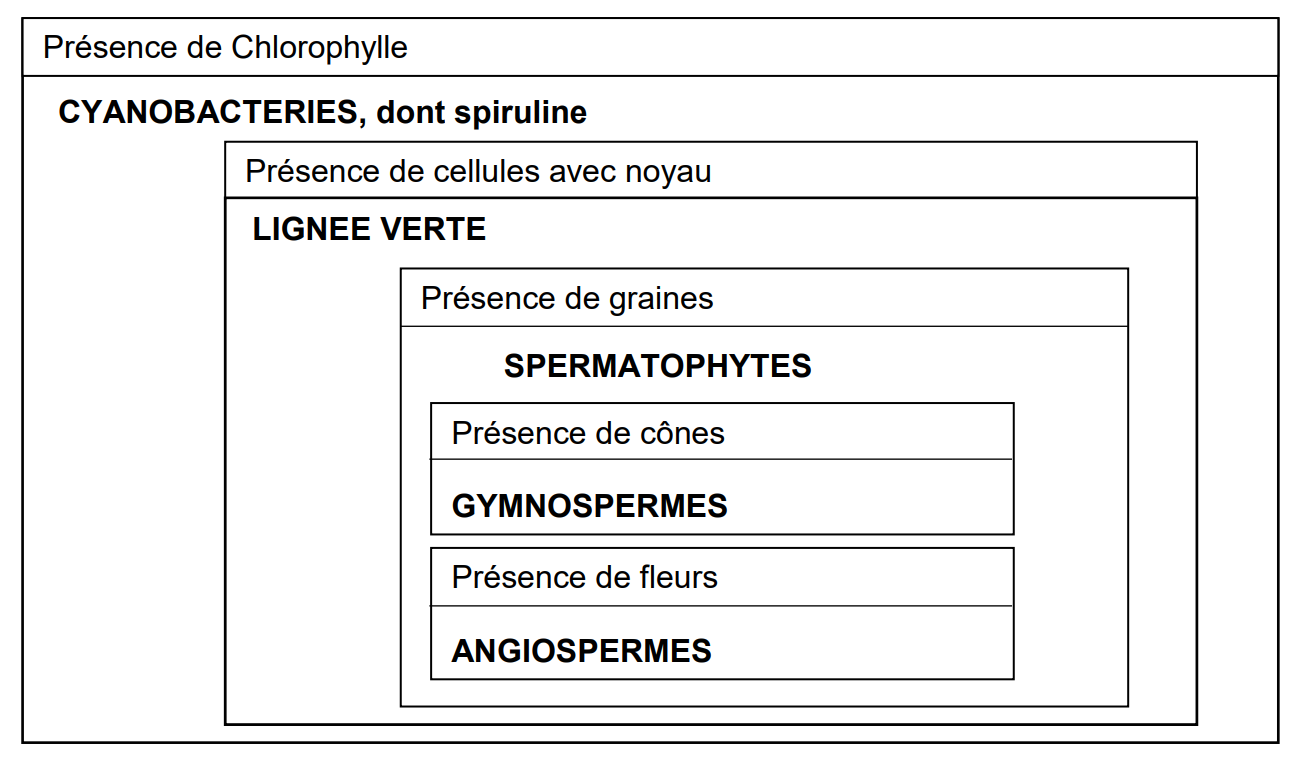 Présence de Chlorophylle
CYANOBACTERIES, dont spiruline
Présence de cellules avec noyau
LIGNEE VERTE
Présence de graines
SPERMATOPHYTES
Présence de cônes
GYMNOSPERMES
Présence de fleurs
ANGIOSPERMES